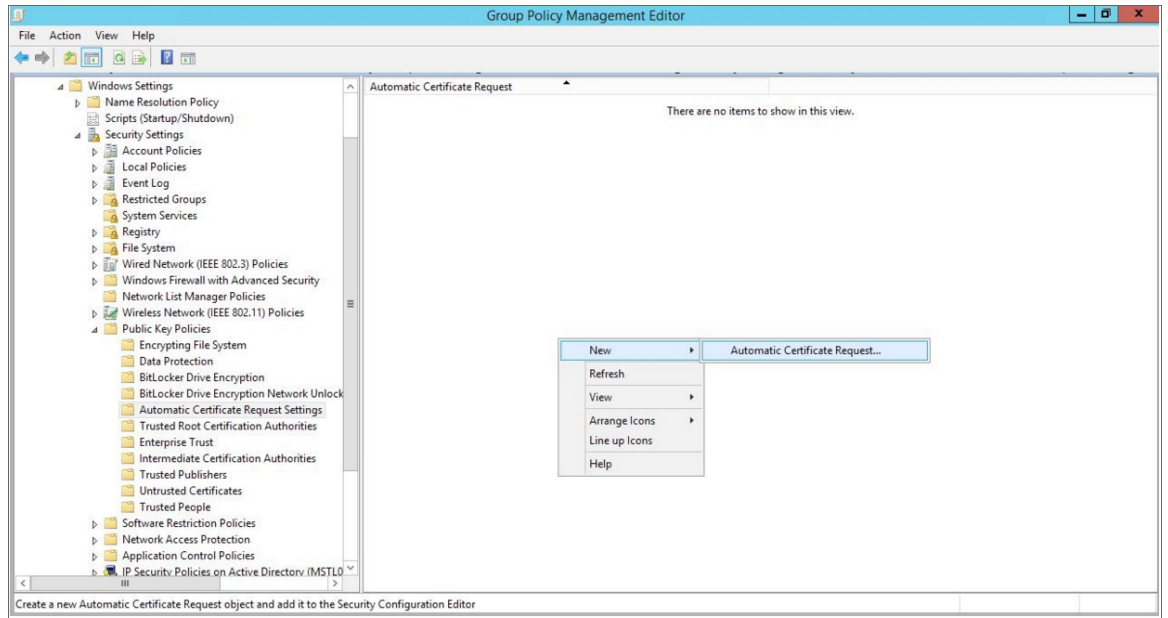 Group Policy Management Editor
File Action View Help
Windows Settings
Name Resolution Policy
Scripts (Startup/Shutdown)
Security Settings
Account Policies
Local Policies
Event Log
Restricted Groups
System Services
Registry
File System
Wired Network (IEEE 802.3) Policies
Windows Firewall with Advanced Security
Network List Manager Policies
Wireless Network (IEEE 802.11) Policies
Public Key Policies
Encrypting File System
Data Protection
BitLocker Drive Encryption
BitLocker Drive Encryption Network Unlock
Automatic Certificate Request Settings
Trusted Root Certification Authorities
Enterprise Trust
Intermediate Certification Authorities
Trusted Publishers
Untrusted Certificates
Trusted People
Software Restriction Policies
Network Access Protection
Application Control Policies
IP Security Policies on Active Directory (MSTL0
Automatic Certificate Request
There are no items to show in this view.
New
Automatic Certificate Request...
Refresh
View
Arrange Icons
Line up Icons
Help
Create a new Automatic Certificate Request object and add it to the Security Configuration Editor